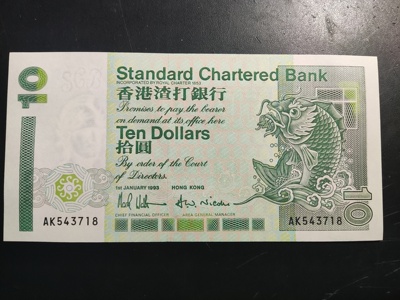 10
Standard Chartered Bank
INCORPORATED BY ROYAL CHARTER 1853
香港渣打銀行
Promises to pay the bearer
on demand at its office here
Ten Dollars
拾圓
By order of the Court
of Directors.
1st JANUARY 1993 HONG KONG
CHIEF FINANCIAL OFFICER AREA GENERAL MANAGER
AK543718
AK543718
10